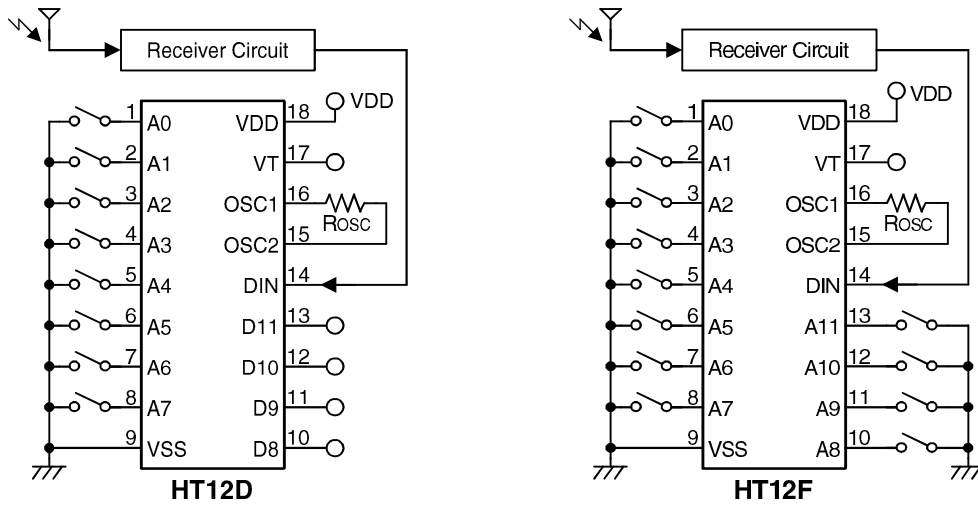 Receiver Circuit
VDD
1 A0 VDD 18
2 A1 VT 17
3 A2 OSC1 16
ROSC
4 A3 OSC2 15
5 A4 DIN 14
6 A5 D11 13
7 A6 D10 12
8 A7 D9 11
9 VSS D8 10
HT12D
Receiver Circuit
VDD
1 A0 VDD 18
2 A1 VT 17
3 A2 OSC1 16
ROSC
4 A3 OSC2 15
5 A4 DIN 14
6 A5 A11 13
7 A6 A10 12
8 A7 A9 11
9 VSS A8 10
HT12F